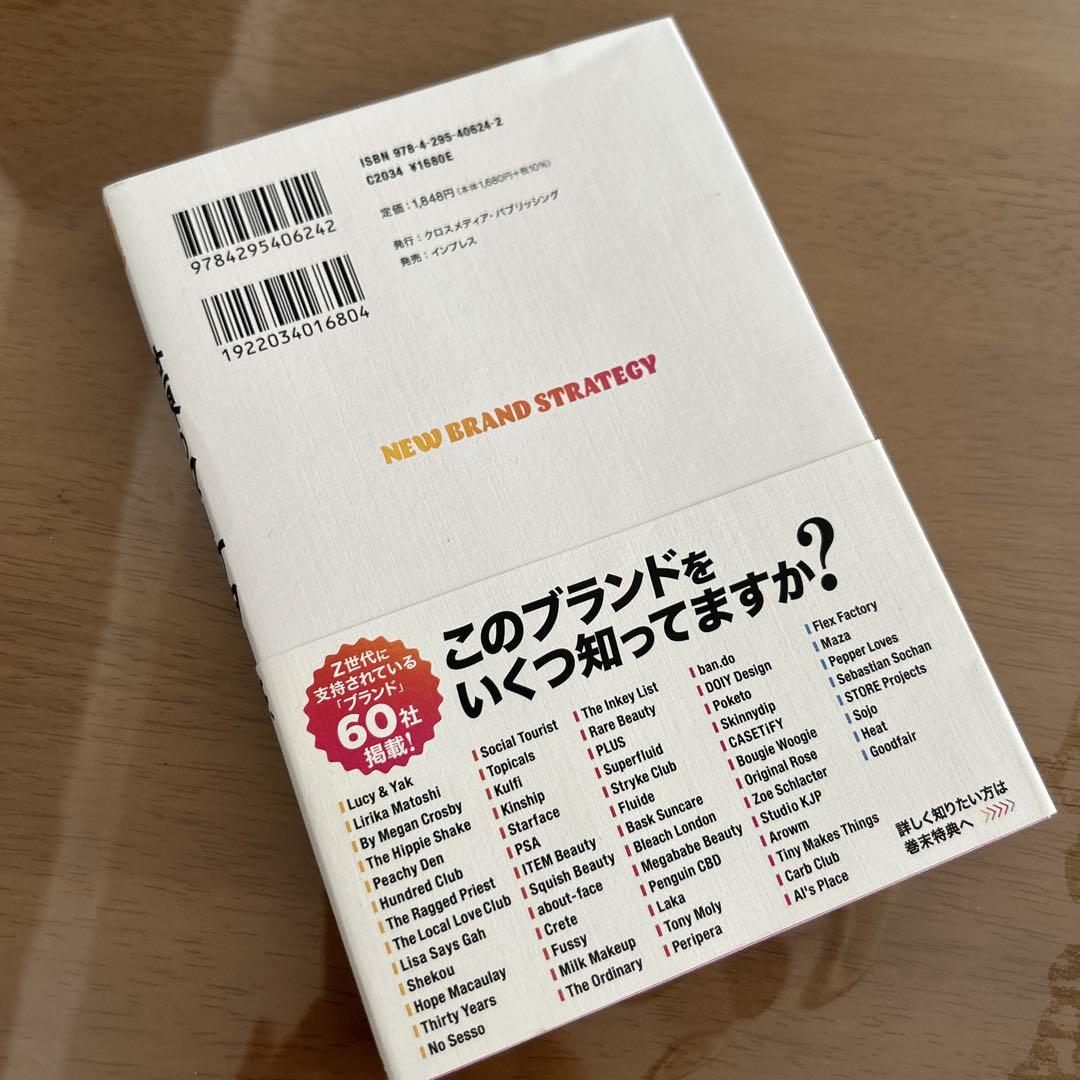 ISBN 978-4-295-40624-2
C2034 ¥1680E
定価:1,848円(本体1,680円+税10%)
発行:クロスメディア・パブリッシング
発売:インプレス
9784295406242
1922034016804
NEW BRAND STRATEGY
このブランドを
いくつ知ってますか?
Z世代に
支持されている
「ブランド」
60社
掲載!
Lucy & Yak
Lirika Matoshi
By Megan Crosby
The Hippie Shake
Peachy Den
Hundred Club
The Ragged Priest
The Local Love Club
Lisa Says Gah
Shekou
Hope Macaulay
Thirty Years
No Sesso
Social Tourist
Topicals
Kulfi
Kinship
Starface
PSA
ITEM Beauty
Squish Beauty
about-face
Crete
Fussy
Milk Makeup
The Ordinary
The Inkey List
Rare Beauty
PLUS
Superfluid
Stryke Club
Fluide
Bask Suncare
Bleach London
Megababe Beauty
Penguin CBD
Laka
Tony Moly
Peripera
ban.do
DOIY Design
Poketo
Skinnydip
CASETiFY
Bougie Woogie
Original Rose
Zoe Schlacter
Studio KJP
Arowm
Tiny Makes Things
Carb Club
Al's Place
Flex Factory
Maza
Pepper Loves
Sebastian Sochan
STORE Projects
Sojo
Heat
Goodfair
詳しく知りたい方は
巻末特典へ